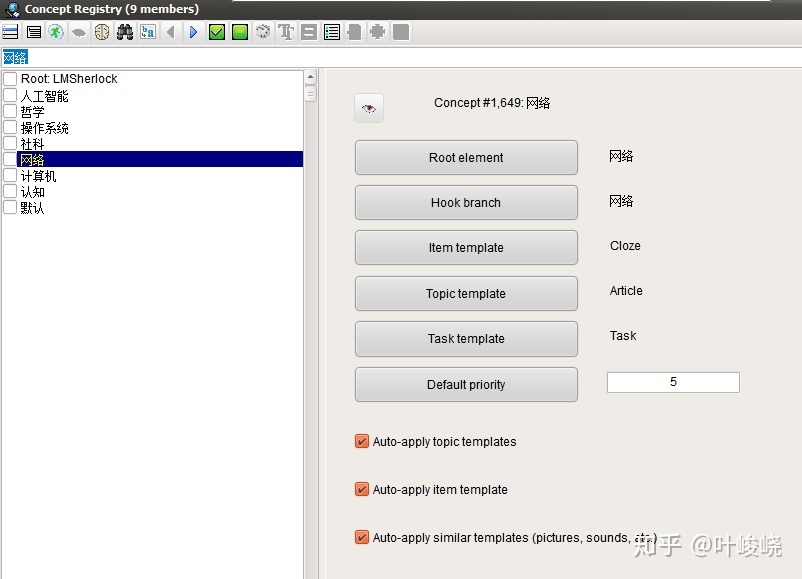 Concept Registry (9 members)
网络
Root: LMSherlock
人工智能
哲学
操作系统
社科
网络
计算机
认知
默认
Concept #1,649: 网络
Root element 网络
Hook branch 网络
Item template Cloze
Topic template Article
Task template Task
Default priority 5
Auto-apply topic templates
Auto-apply item template
Auto-apply similar templates (pictures, sounds, etc.)
知乎 @叶峻峣